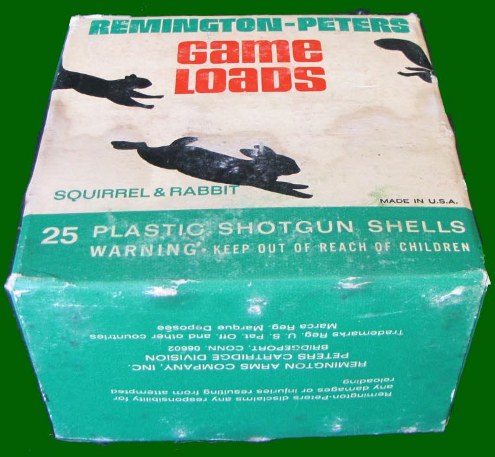 REMINGTON-PETERS
GAME
LOADS
SQUIRREL & RABBIT
MADE IN U.S.A.
25 PLASTIC SHOTGUN SHELLS
WARNING - KEEP OUT OF REACH OF CHILDREN
Remington-Peters disclaims any responsibility for
any damages or injuries resulting from attempted
reloading
REMINGTON ARMS COMPANY, INC.
PETERS CARTRIDGE DIVISION
BRIDGEPORT, CONN. 06602
Trademarks Reg. U. S. Pat. Off. and other countries
Marca Reg. Marque Deposée